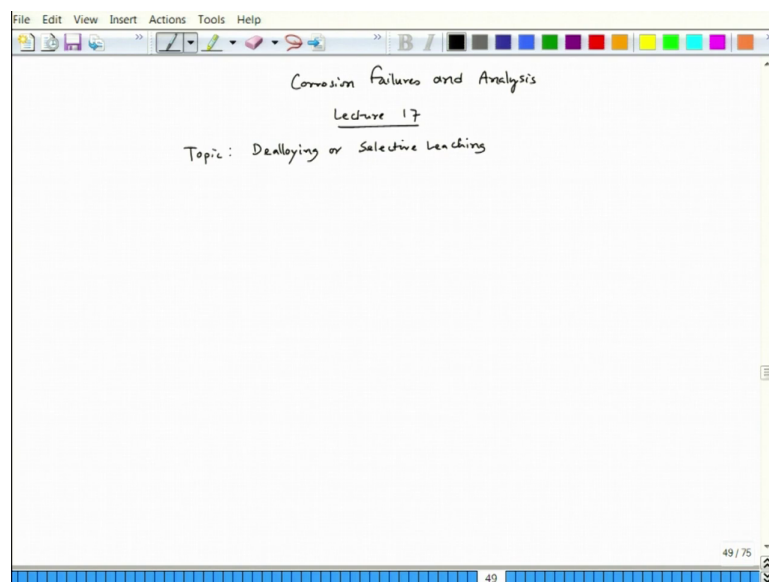 File Edit View Insert Actions Tools Help
B I
Corrosion Failures and Analysis
Lecture 17
Topic: Dealloying or Selective Leaching
49 / 75
49